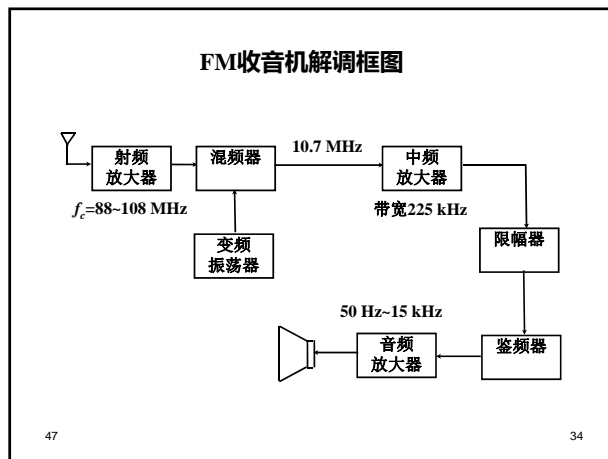 FM收音机解调框图
射频
放大器
混频器
10.7 MHz
中频
放大器
f_c=88~108 MHz
带宽225 kHz
变频
振荡器
限幅器
50 Hz~15 kHz
音频
放大器
鉴频器
47
34